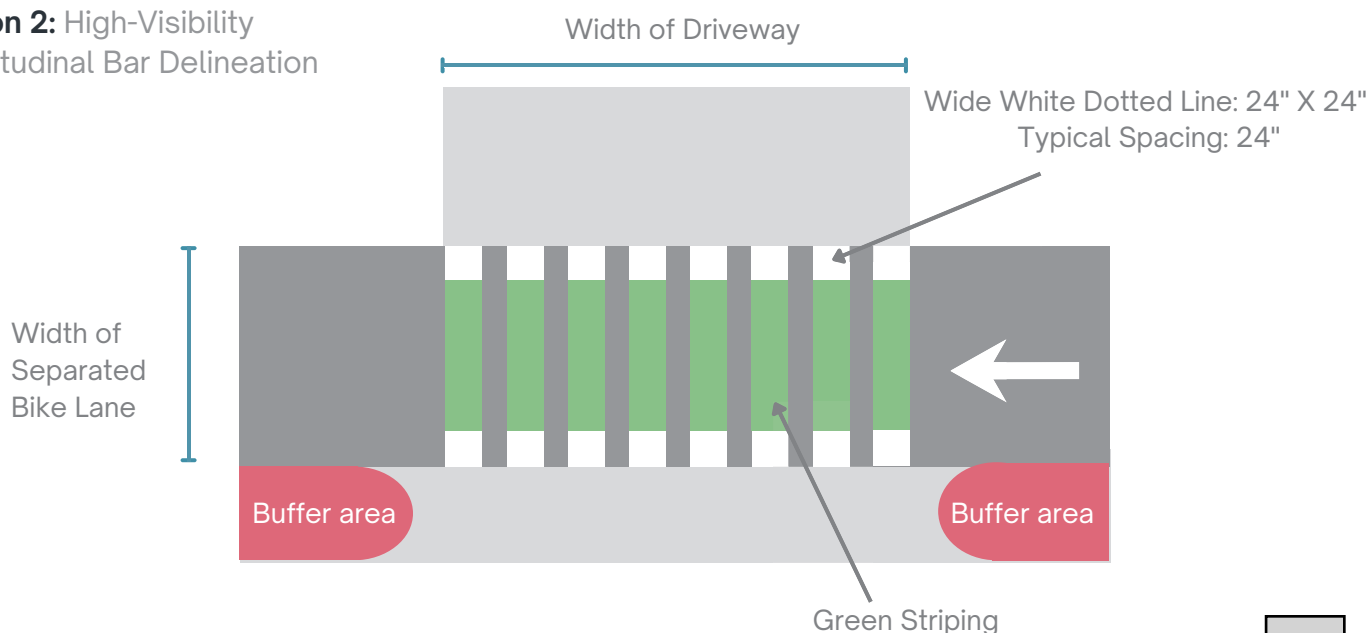 on 2: High-Visibility
tudinal Bar Delineation
Width of Driveway
Wide White Dotted Line: 24" X 24"
Typical Spacing: 24"
Width of
Separated
Bike Lane
Buffer area
Buffer area
Green Striping